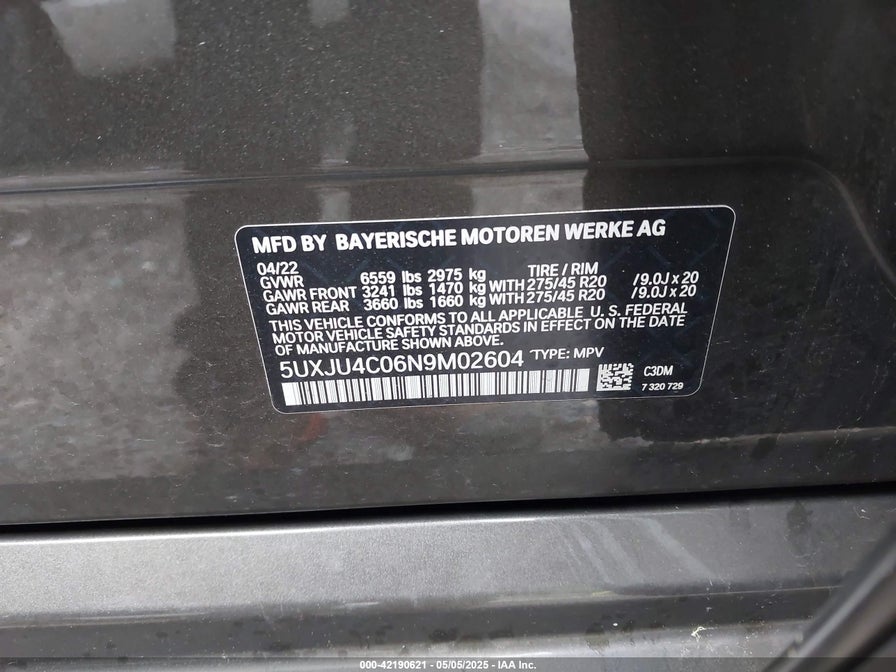 MFD BY BAYERISCHE MOTOREN WERKE AG
04/22 TIRE / RIM
GVWR 6559 lbs 2975 kg
GAWR FRONT 3241 lbs 1470 kg WITH 275/45 R20 /9.0J x 20
GAWR REAR 3660 lbs 1660 kg WITH 275/45 R20 /9.0J x 20
THIS VEHICLE CONFORMS TO ALL APPLICABLE U. S. FEDERAL
MOTOR VEHICLE SAFETY STANDARDS IN EFFECT ON THE DATE
OF MANUFACTURE SHOWN ABOVE.
5UXJU4C06N9M02604 TYPE: MPV
C3DM
7 320 729
000-42190621 - 05/05/2025 - IAA Inc.